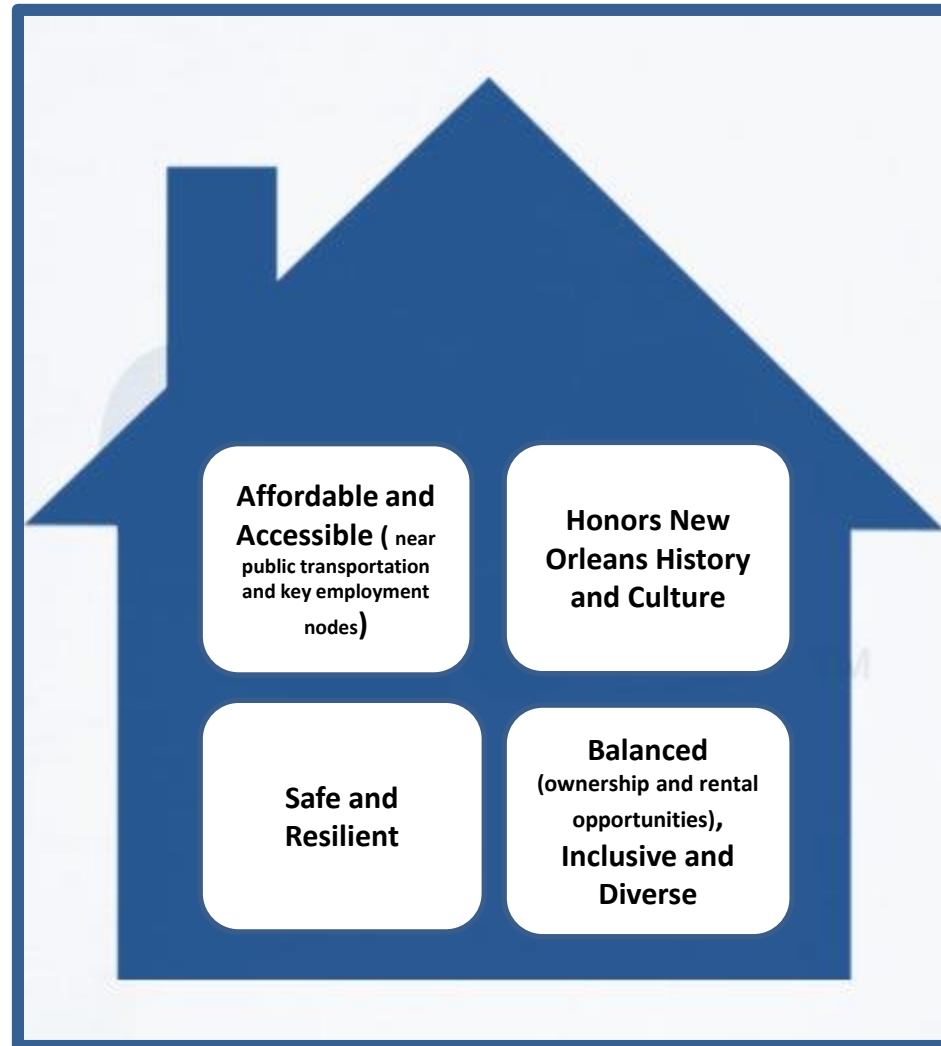 Affordable and
Accessible ( near
public transportation
and key employment
nodes)
Honors New
Orleans History
and Culture
Safe and
Resilient
Balanced
(ownership and rental
opportunities),
Inclusive and
Diverse